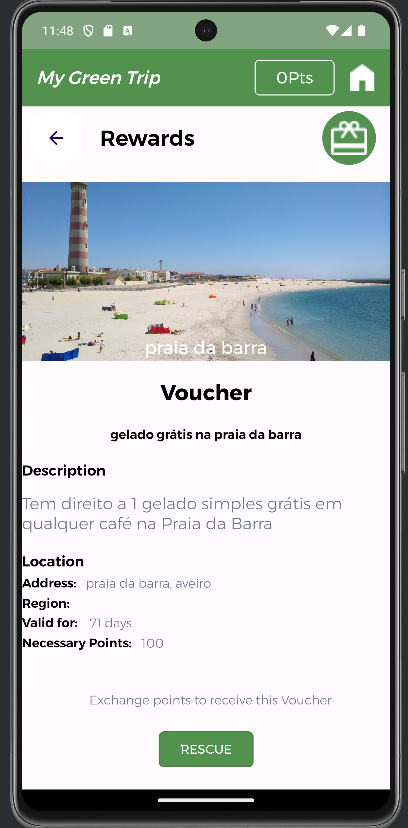 11:48
My Green Trip
0Pts
Rewards
praia da barra
Voucher
gelado grátis na praia da barra
Description
Tem direito a 1 gelado simples grátis em
qualquer café na Praia da Barra
Location
Address: praia da barra, aveiro
Region:
Valid for: 71 days
Necessary Points: 100
Exchange points to receive this Voucher
RESCUE